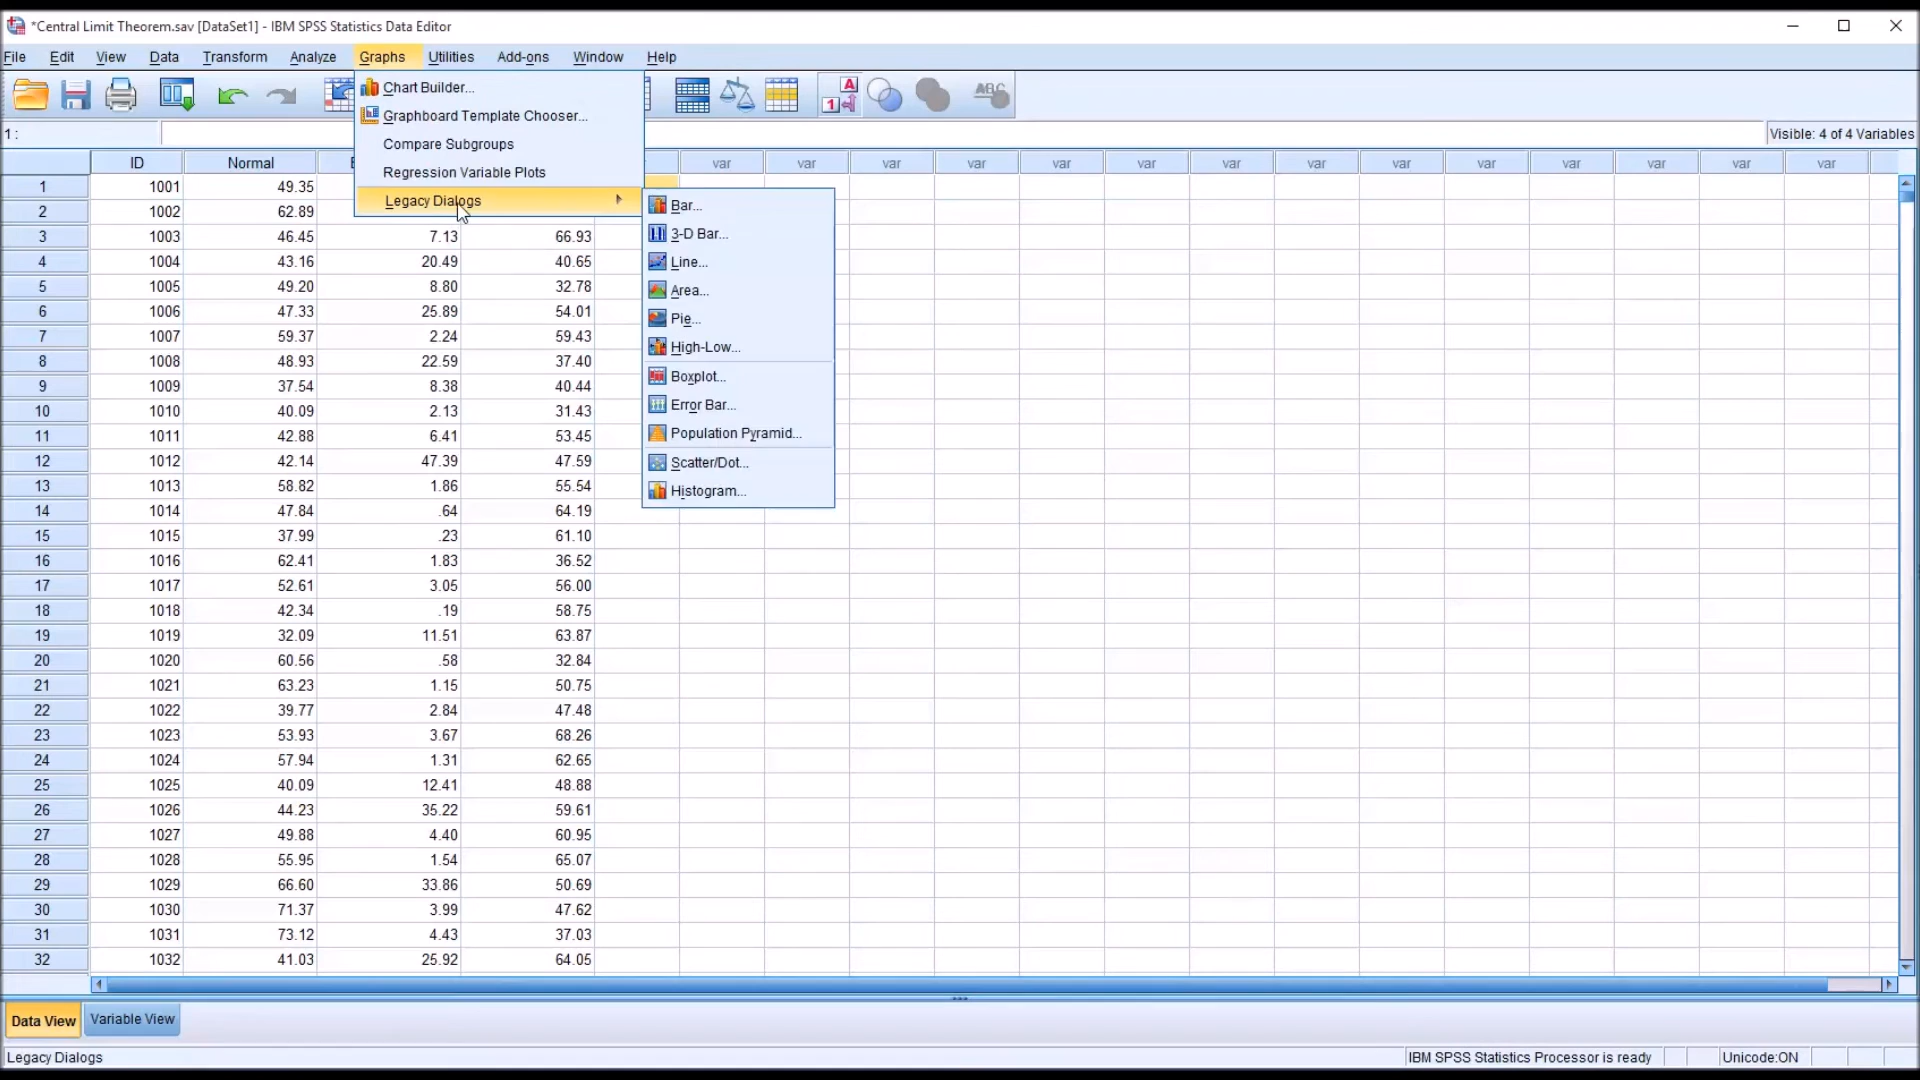 *Central Limit Theorem.sav [DataSet1] - IBM SPSS Statistics Data Editor
File Edit View Data Transform Analyze Graphs Utilities Add-ons Window Help
Chart Builder...
Graphboard Template Chooser...
Compare Subgroups
Regression Variable Plots
Legacy Dialogs
Bar...
3-D Bar...
Line...
Area...
Pie...
High-Low...
Boxplot...
Error Bar...
Population Pyramid...
Scatter/Dot...
Histogram...
A
1
ABC
1 :
Visible: 4 of 4 Variables
ID Normal var var var var var var var var var var var var var var
1 1001 49.35
2 1002 62.89
3 1003 46.45 7.13 66.93
4 1004 43.16 20.49 40.65
5 1005 49.20 8.80 32.78
6 1006 47.33 25.89 54.01
7 1007 59.37 2.24 59.43
8 1008 48.93 22.59 37.40
9 1009 37.54 8.38 40.44
10 1010 40.09 2.13 31.43
11 1011 42.88 6.41 53.45
12 1012 42.14 47.39 47.59
13 1013 58.82 1.86 55.54
14 1014 47.84 .64 64.19
15 1015 37.99 .23 61.10
16 1016 62.41 1.83 36.52
17 1017 52.61 3.05 56.00
18 1018 42.34 .19 58.75
19 1019 32.09 11.51 63.87
20 1020 60.56 .58 32.84
21 1021 63.23 1.15 50.75
22 1022 39.77 2.84 47.48
23 1023 53.93 3.67 68.26
24 1024 57.94 1.31 62.65
25 1025 40.09 12.41 48.88
26 1026 44.23 35.22 59.61
27 1027 49.88 4.40 60.95
28 1028 55.95 1.54 65.07
29 1029 66.60 33.86 50.69
30 1030 71.37 3.99 47.62
31 1031 73.12 4.43 37.03
32 1032 41.03 25.92 64.05
Data View Variable View
Legacy Dialogs IBM SPSS Statistics Processor is ready Unicode:ON